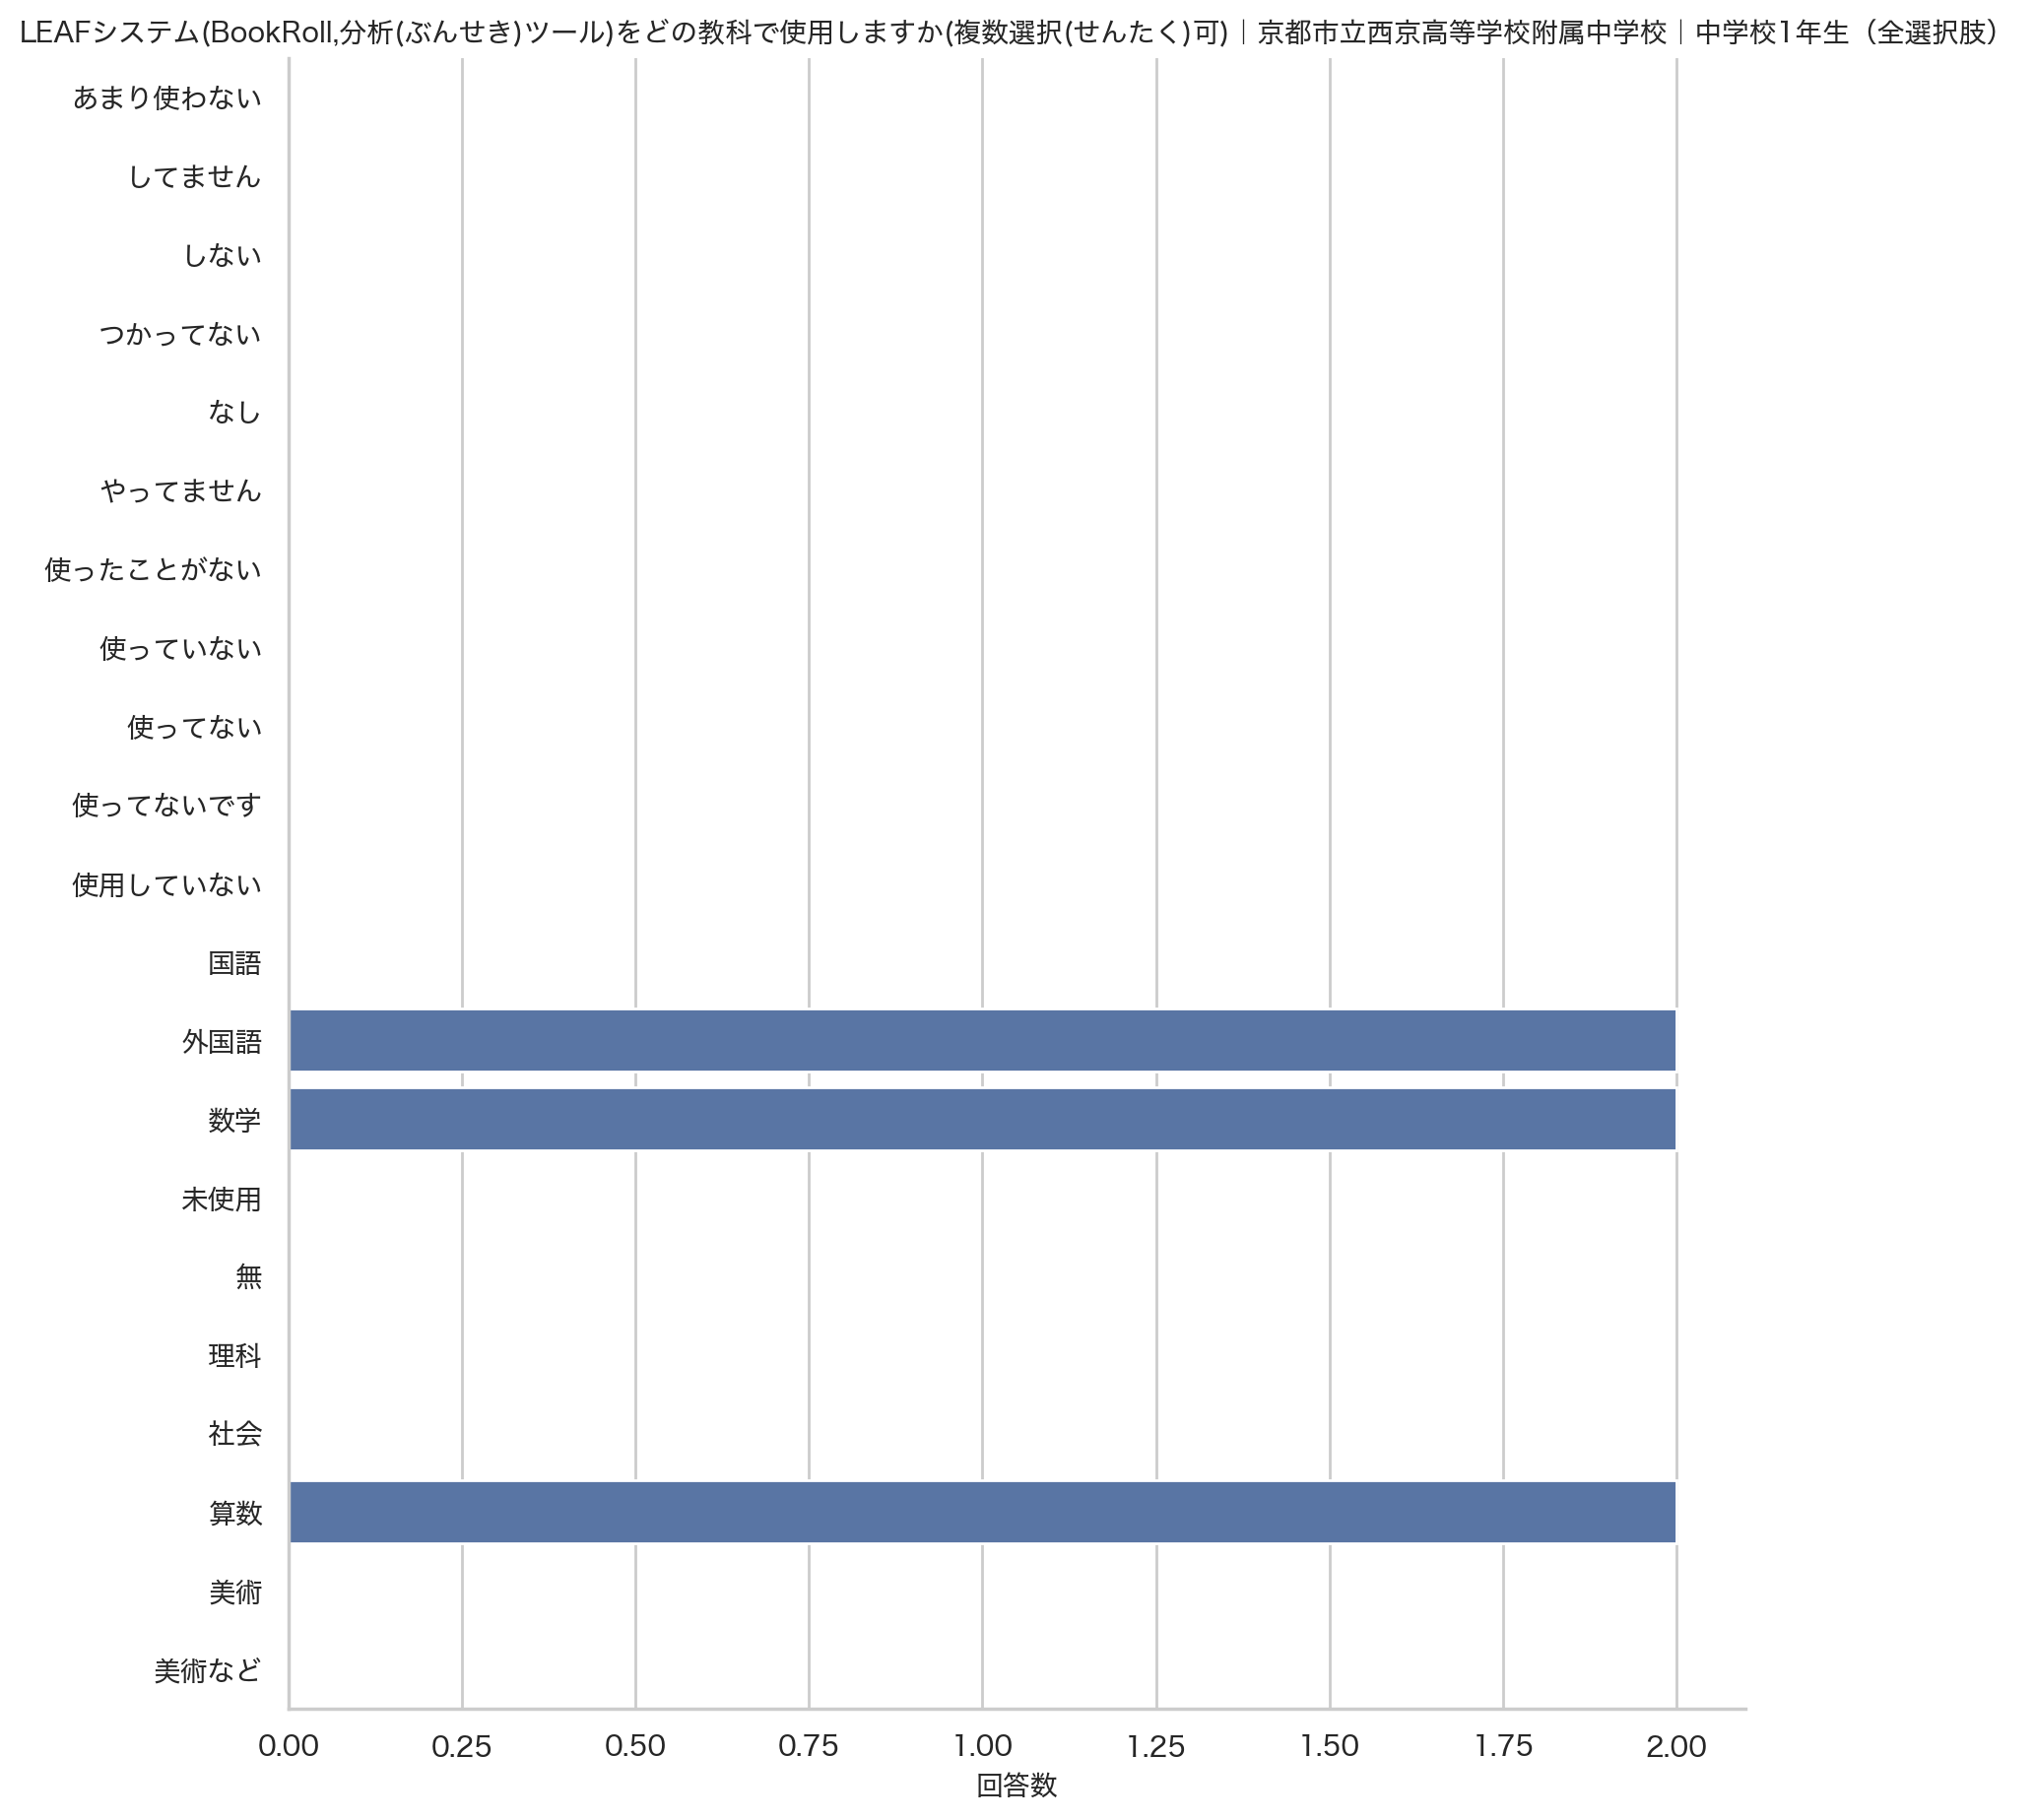 LEAFシステム(BookRoll,分析(ぶんせき)ツール)をどの教科で使用しますか(複数選択(せんたく)可)｜京都市立西京高等学校附属中学校｜中学校1年生（全選択肢）
あまり使わない
してません
しない
つかってない
なし
やってません
使ったことがない
使っていない
使ってない
使ってないです
使用していない
国語
外国語
数学
未使用
無
理科
社会
算数
美術
美術など
0.00 0.25 0.50 0.75 1.00 1.25 1.50 1.75 2.00
回答数